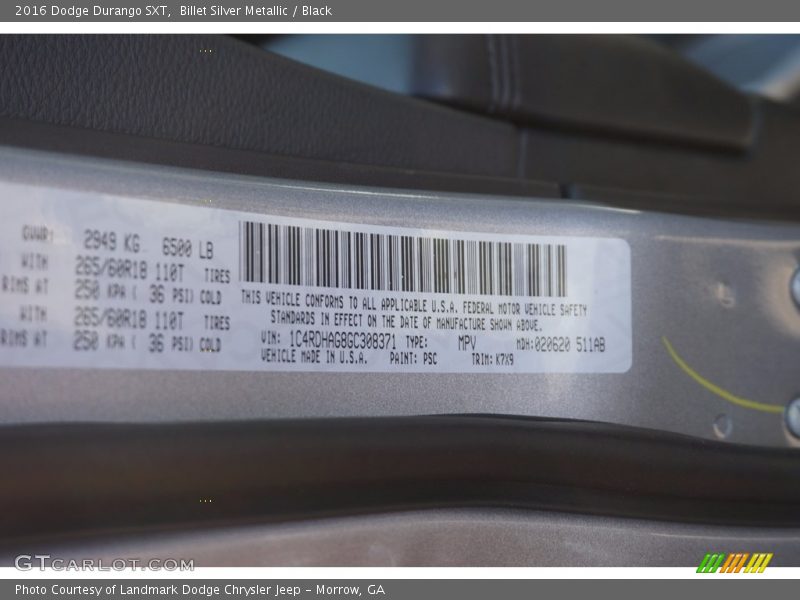 2016 Dodge Durango SXT,  Billet Silver Metallic / Black
GVWR: 2949 KG 6500 LB
WITH 265/60R18 110T TIRES
RIMS AT 250 KPA ( 36 PSI) COLD
WITH 265/60R18 110T TIRES
RIMS AT 250 KPA ( 36 PSI) COLD
THIS VEHICLE CONFORMS TO ALL APPLICABLE U.S.A. FEDERAL MOTOR VEHICLE SAFETY
STANDARDS IN EFFECT ON THE DATE OF MANUFACTURE SHOWN ABOVE.
VIN: 1C4RDHAG8GC308371 TYPE: MPV MDH:020620 511AB
VEHICLE MADE IN U.S.A. PAINT: PSC TRIM: K7X9
GTCARLOT.COM
Photo Courtesy of Landmark Dodge Chrysler Jeep – Morrow, GA